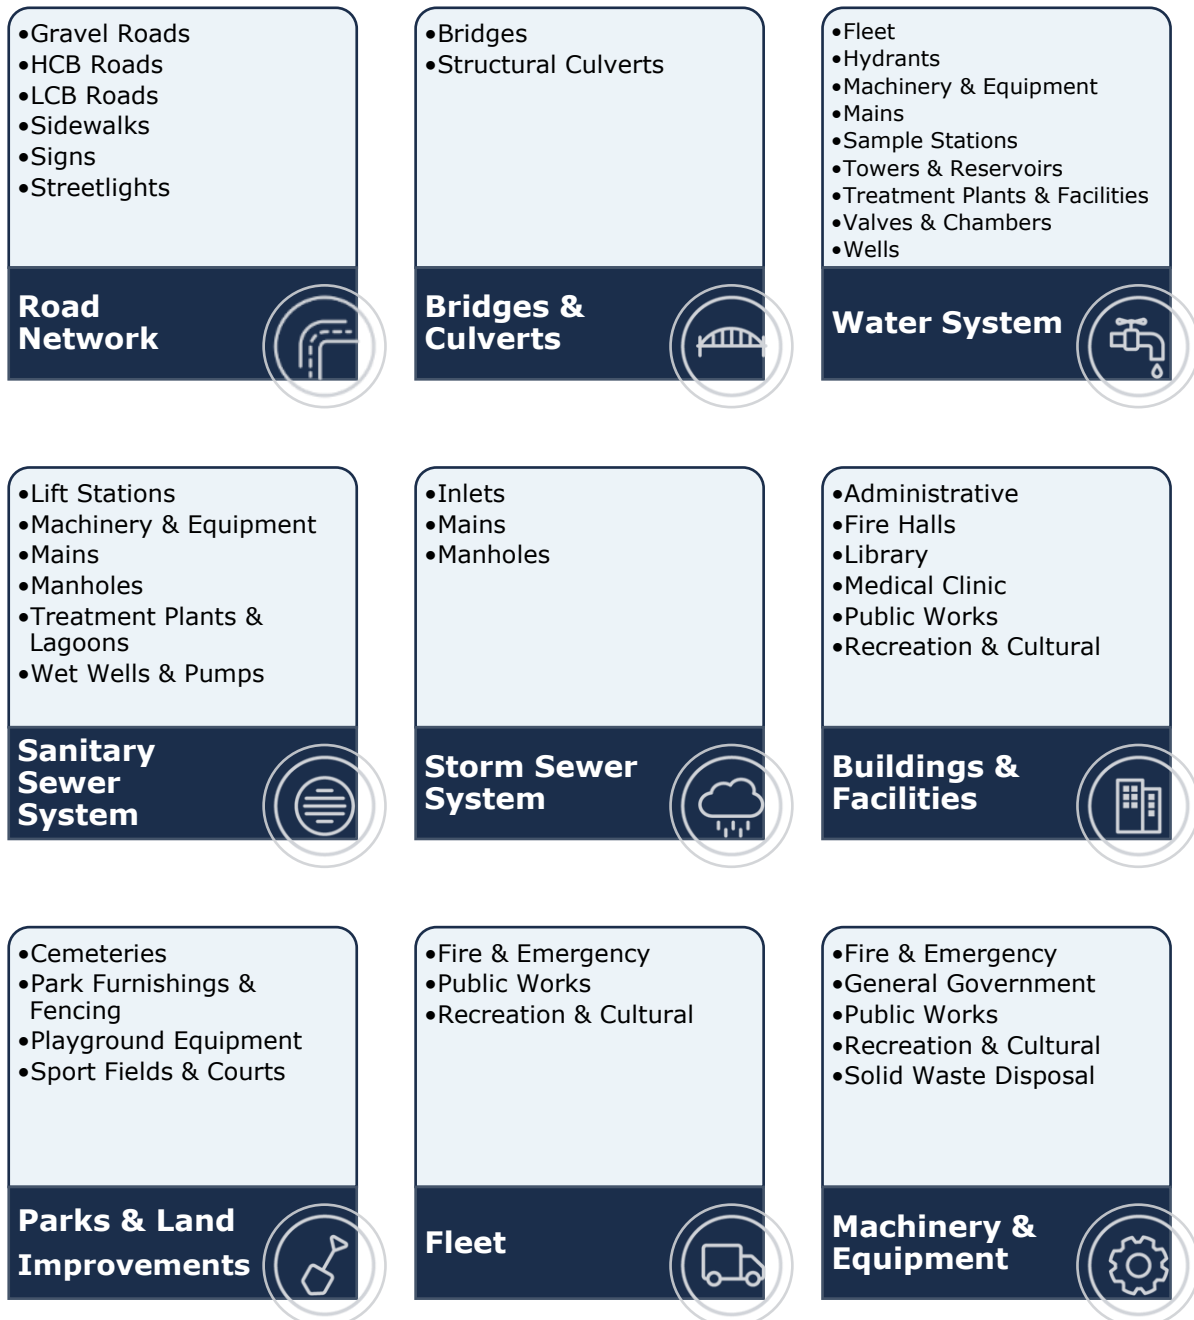 •Gravel Roads
•HCB Roads
•LCB Roads
•Sidewalks
•Signs
•Streetlights
Road
Network
•Bridges
•Structural Culverts
Bridges &
Culverts
•Fleet
•Hydrants
•Machinery & Equipment
•Mains
•Sample Stations
•Towers & Reservoirs
•Treatment Plants & Facilities
•Valves & Chambers
•Wells
Water System
•Lift Stations
•Machinery & Equipment
•Mains
•Manholes
•Treatment Plants &
Lagoons
•Wet Wells & Pumps
Sanitary
Sewer
System
•Inlets
•Mains
•Manholes
Storm Sewer
System
•Administrative
•Fire Halls
•Library
•Medical Clinic
•Public Works
•Recreation & Cultural
Buildings &
Facilities
•Cemeteries
•Park Furnishings &
Fencing
•Playground Equipment
•Sport Fields & Courts
Parks & Land
Improvements
•Fire & Emergency
•Public Works
•Recreation & Cultural
Fleet
•Fire & Emergency
•General Government
•Public Works
•Recreation & Cultural
•Solid Waste Disposal
Machinery &
Equipment